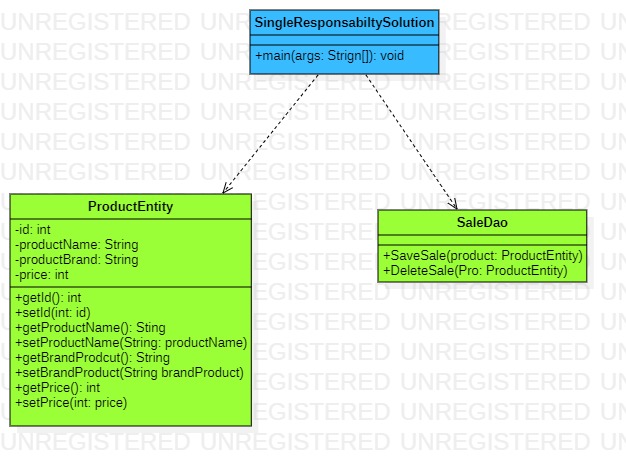 SingleResponsabiltySolution
+main(args: Strign[]): void
ProductEntity
-id: int
-productName: String
-productBrand: String
-price: int
+getId(): int
+setId(int: id)
+getProductName(): Sting
+setProductName(String: productName)
+getBrandProdcut(): String
+setBrandProduct(String brandProduct)
+getPrice(): int
+setPrice(int: price)
SaleDao
+SaveSale(product: ProductEntity)
+DeleteSale(Pro: ProductEntity)
UNREGISTERED UNREGISTERED UNREGISTERED UN